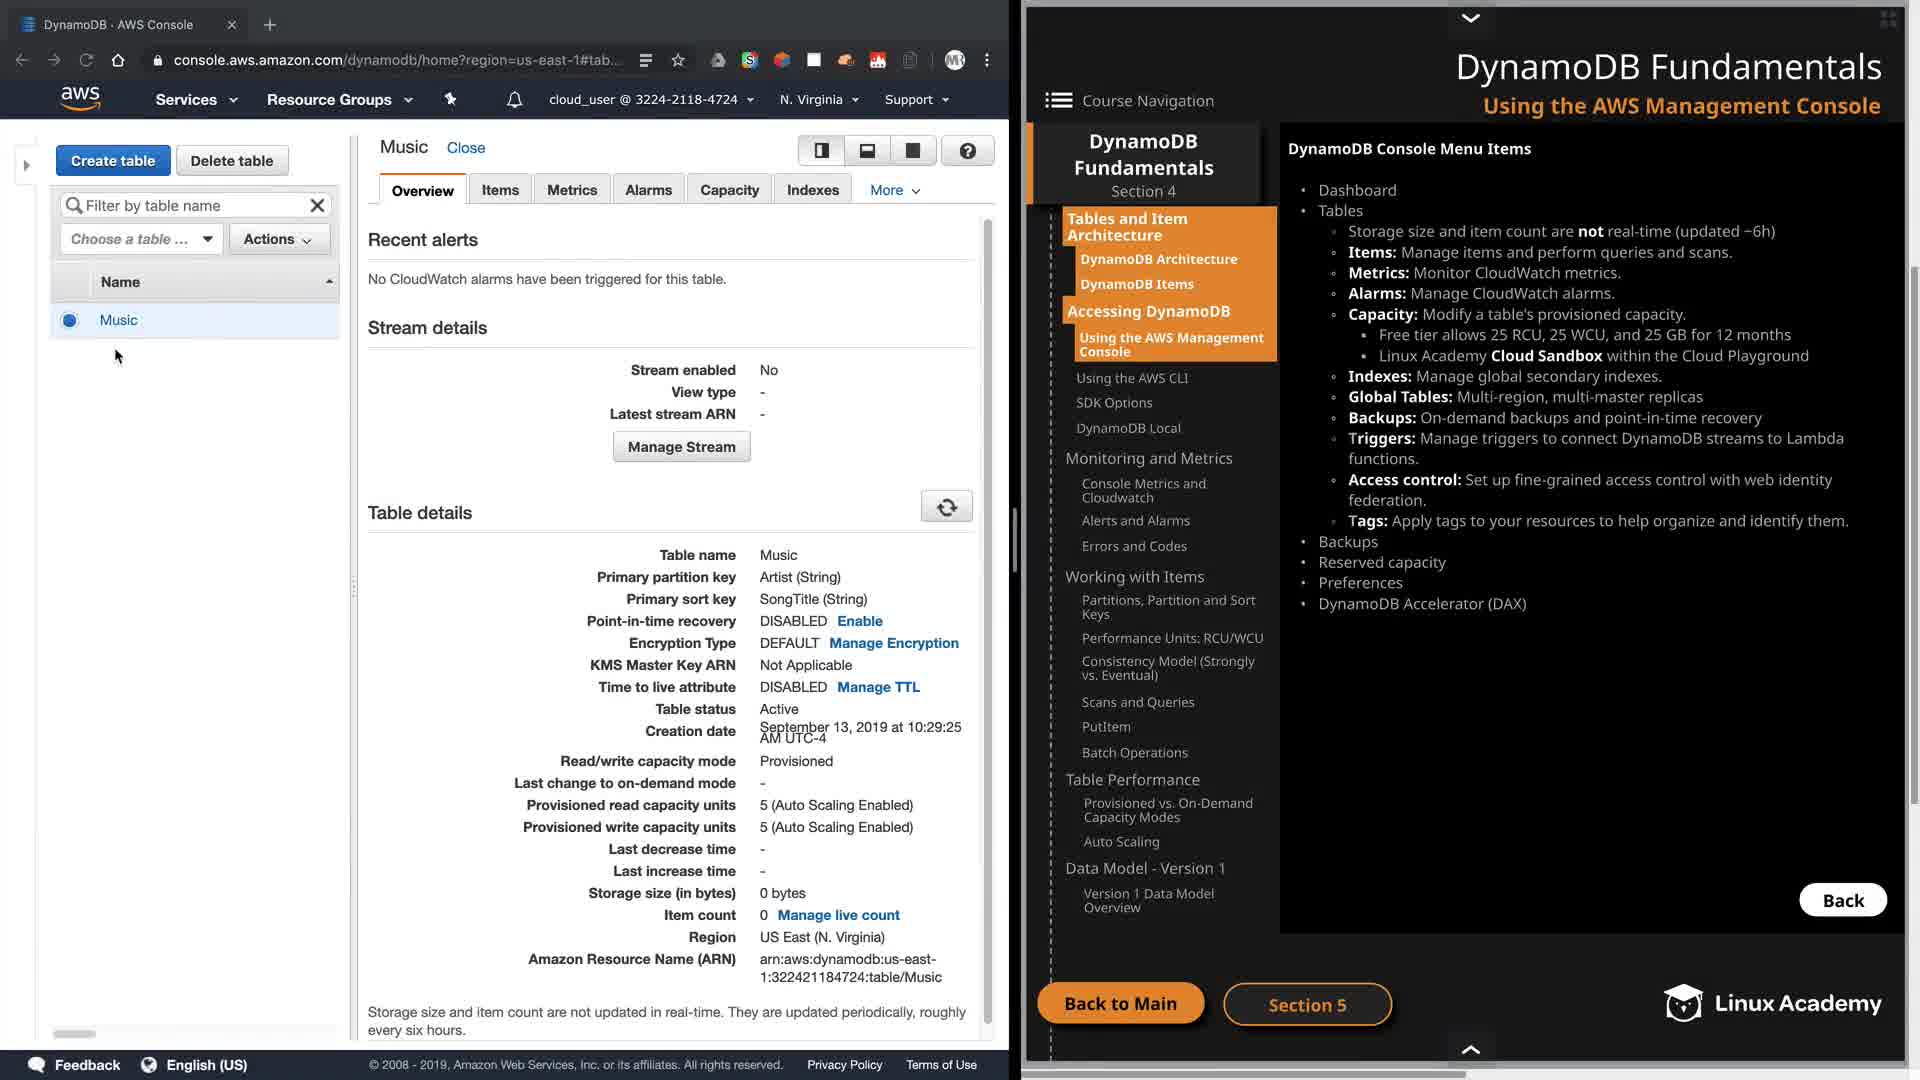 DynamoDB - AWS Console
console.aws.amazon.com/dynamodb/home?region=us-east-1#tab...
MR
aws
Services
Resource Groups
cloud_user @ 3224-2118-4724
N. Virginia
Support
Create table
Delete table
Filter by table name
Choose a table ...
Actions
Name
Music
Music
Close
Overview
Items
Metrics
Alarms
Capacity
Indexes
More
Recent alerts
No CloudWatch alarms have been triggered for this table.
Stream details
Stream enabled No
View type -
Latest stream ARN -
Manage Stream
Table details
Table name Music
Primary partition key Artist (String)
Primary sort key SongTitle (String)
Point-in-time recovery DISABLED Enable
Encryption Type DEFAULT Manage Encryption
KMS Master Key ARN Not Applicable
Time to live attribute DISABLED Manage TTL
Table status Active
Creation date September 13, 2019 at 10:29:25
AM UTC-4
Read/write capacity mode Provisioned
Last change to on-demand mode -
Provisioned read capacity units 5 (Auto Scaling Enabled)
Provisioned write capacity units 5 (Auto Scaling Enabled)
Last decrease time -
Last increase time -
Storage size (in bytes) 0 bytes
Item count 0 Manage live count
Region US East (N. Virginia)
Amazon Resource Name (ARN) arn:aws:dynamodb:us-east-
1:322421184724:table/Music
Storage size and item count are not updated in real-time. They are updated periodically, roughly
every six hours.
Feedback
English (US)
© 2008 - 2019, Amazon Web Services, Inc. or its affiliates. All rights reserved.
Privacy Policy
Terms of Use
DynamoDB Fundamentals
Using the AWS Management Console
Course Navigation
DynamoDB
Fundamentals
Section 4
Tables and Item
Architecture
DynamoDB Architecture
DynamoDB Items
Accessing DynamoDB
Using the AWS Management
Console
Using the AWS CLI
SDK Options
DynamoDB Local
Monitoring and Metrics
Console Metrics and
Cloudwatch
Alerts and Alarms
Errors and Codes
Working with Items
Partitions, Partition and Sort
Keys
Performance Units: RCU/WCU
Consistency Model (Strongly
vs. Eventual)
Scans and Queries
PutItem
Batch Operations
Table Performance
Provisioned vs. On-Demand
Capacity Modes
Auto Scaling
Data Model - Version 1
Version 1 Data Model
Overview
DynamoDB Console Menu Items
• Dashboard
• Tables
◦ Storage size and item count are not real-time (updated ~6h)
◦ Items: Manage items and perform queries and scans.
◦ Metrics: Monitor CloudWatch metrics.
◦ Alarms: Manage CloudWatch alarms.
◦ Capacity: Modify a table's provisioned capacity.
▪ Free tier allows 25 RCU, 25 WCU, and 25 GB for 12 months
▪ Linux Academy Cloud Sandbox within the Cloud Playground
◦ Indexes: Manage global secondary indexes.
◦ Global Tables: Multi-region, multi-master replicas
◦ Backups: On-demand backups and point-in-time recovery
◦ Triggers: Manage triggers to connect DynamoDB streams to Lambda
functions.
◦ Access control: Set up fine-grained access control with web identity
federation.
◦ Tags: Apply tags to your resources to help organize and identify them.
• Backups
• Reserved capacity
• Preferences
• DynamoDB Accelerator (DAX)
Back
Back to Main
Section 5
Linux Academy